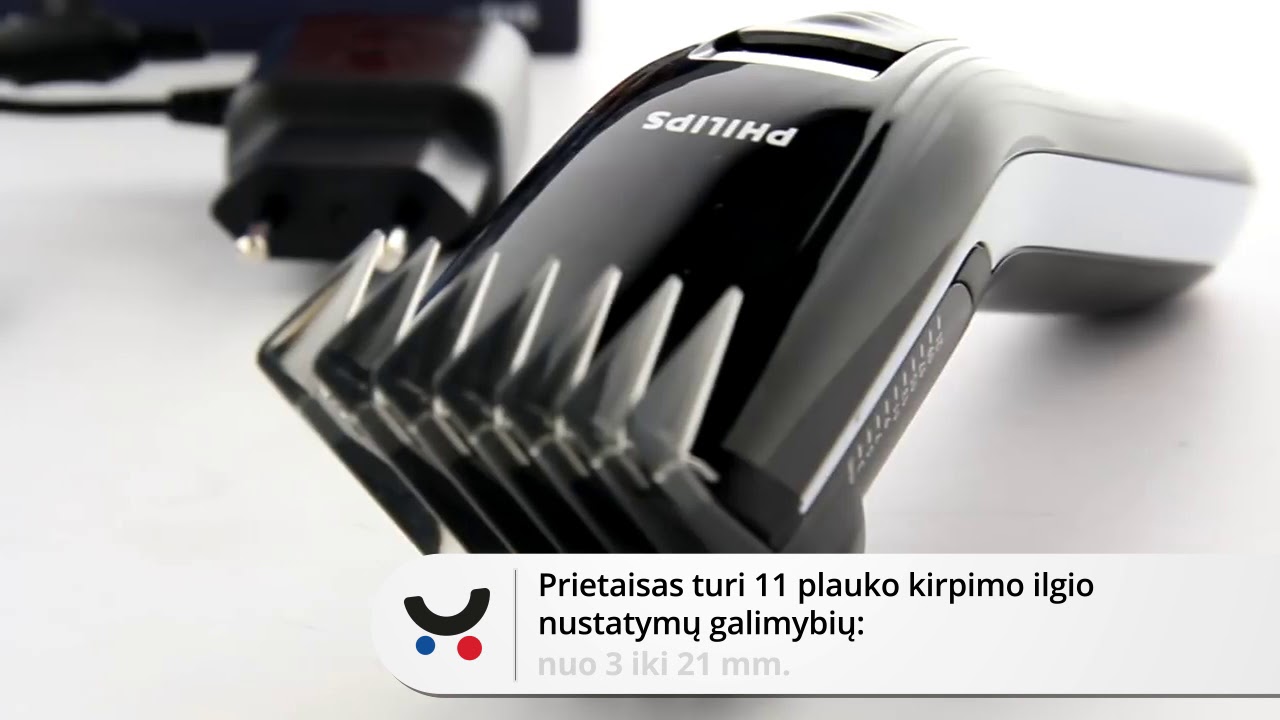 PHILIPS
Prietaisas turi 11 plauko kirpimo ilgio
nustatymų galimybių:
nuo 3 iki 21 mm.